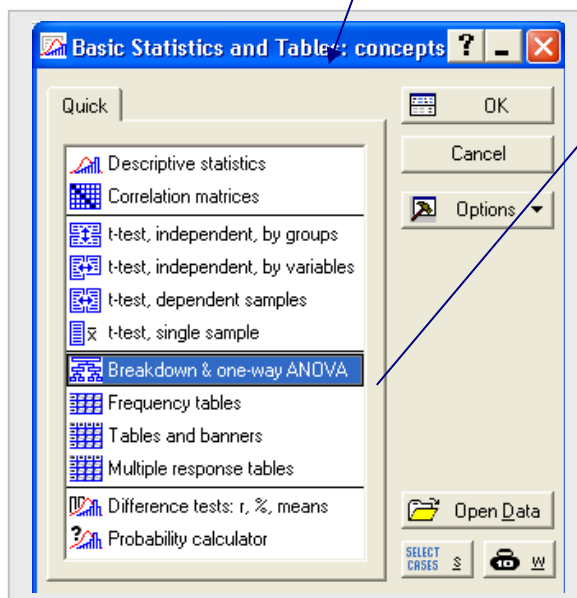 Basic Statistics and Tables: concepts ? _ X
Quick
OK
Cancel
Options
Descriptive statistics
Correlation matrices
t-test, independent, by groups
t-test, independent, by variables
t-test, dependent samples
t-test, single sample
Breakdown & one-way ANOVA
Frequency tables
Tables and banners
Multiple response tables
Difference tests: r, %, means
Probability calculator
Open Data
SELECT
CASES S W